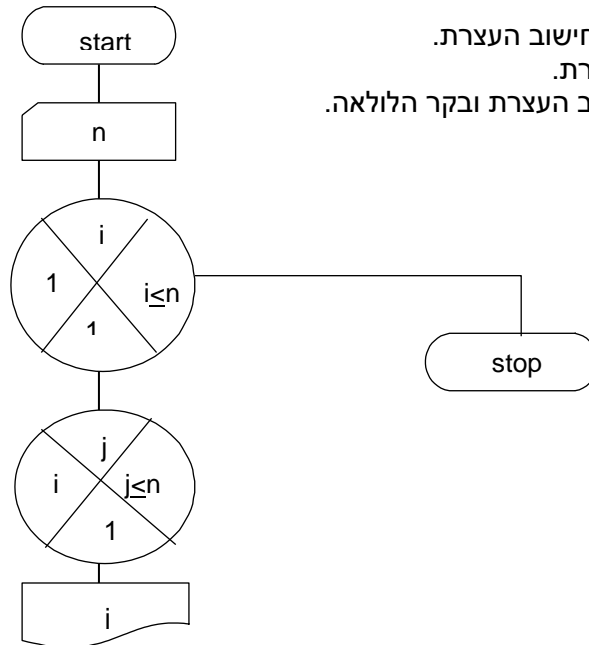 חישוב העצרת.
רת.
ב העצרת ובקר הלולאה.
start
n
i
1
i≤n
1
stop
j
i
j≤n
1
i